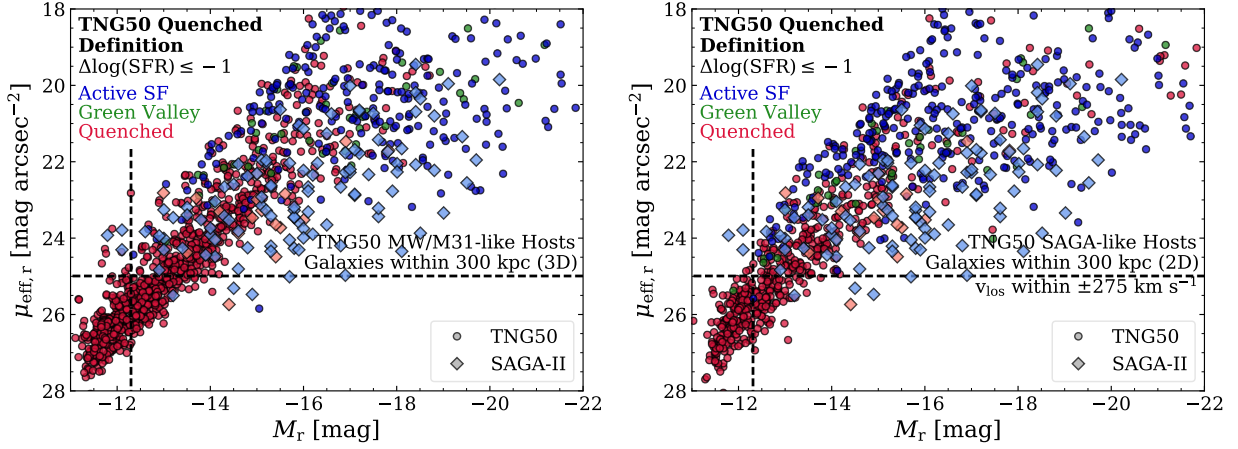 TNG50 Quenched
Definition
Δlog(SFR) ≤ −1
Active SF
Green Valley
Quenched
TNG50 MW/M31-like Hosts
Galaxies within 300 kpc (3D)
TNG50
SAGA-II
18
20
22
24
26
28
μeff, r [mag arcsec−2]
−12
−14
−16
−18
−20
−22
Mr [mag]
TNG50 Quenched
Definition
Δlog(SFR) ≤ −1
Active SF
Green Valley
Quenched
TNG50 SAGA-like Hosts
Galaxies within 300 kpc (2D)
vlos within ±275 km s−1
TNG50
SAGA-II
18
20
22
24
26
28
μeff, r [mag arcsec−2]
−12
−14
−16
−18
−20
−22
Mr [mag]